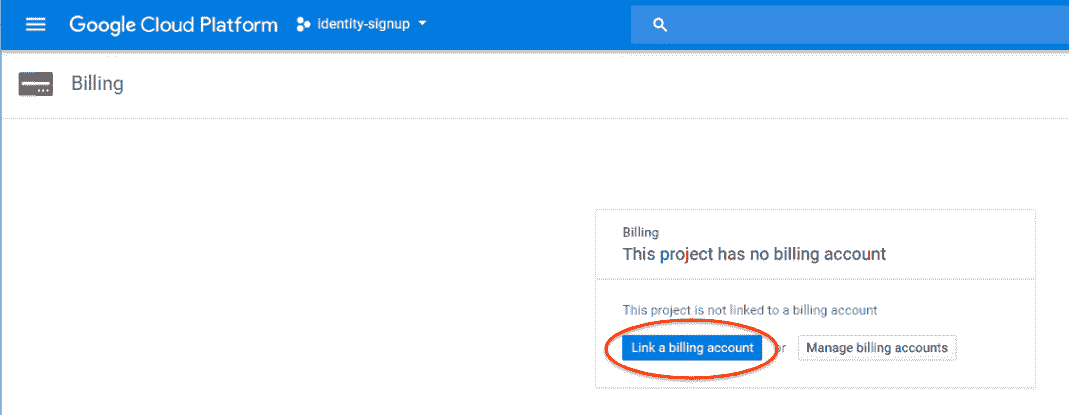 Google Cloud Platform identity-signup
Billing
Billing
This project has no billing account
This project is not linked to a billing account
Link a billing account or Manage billing accounts